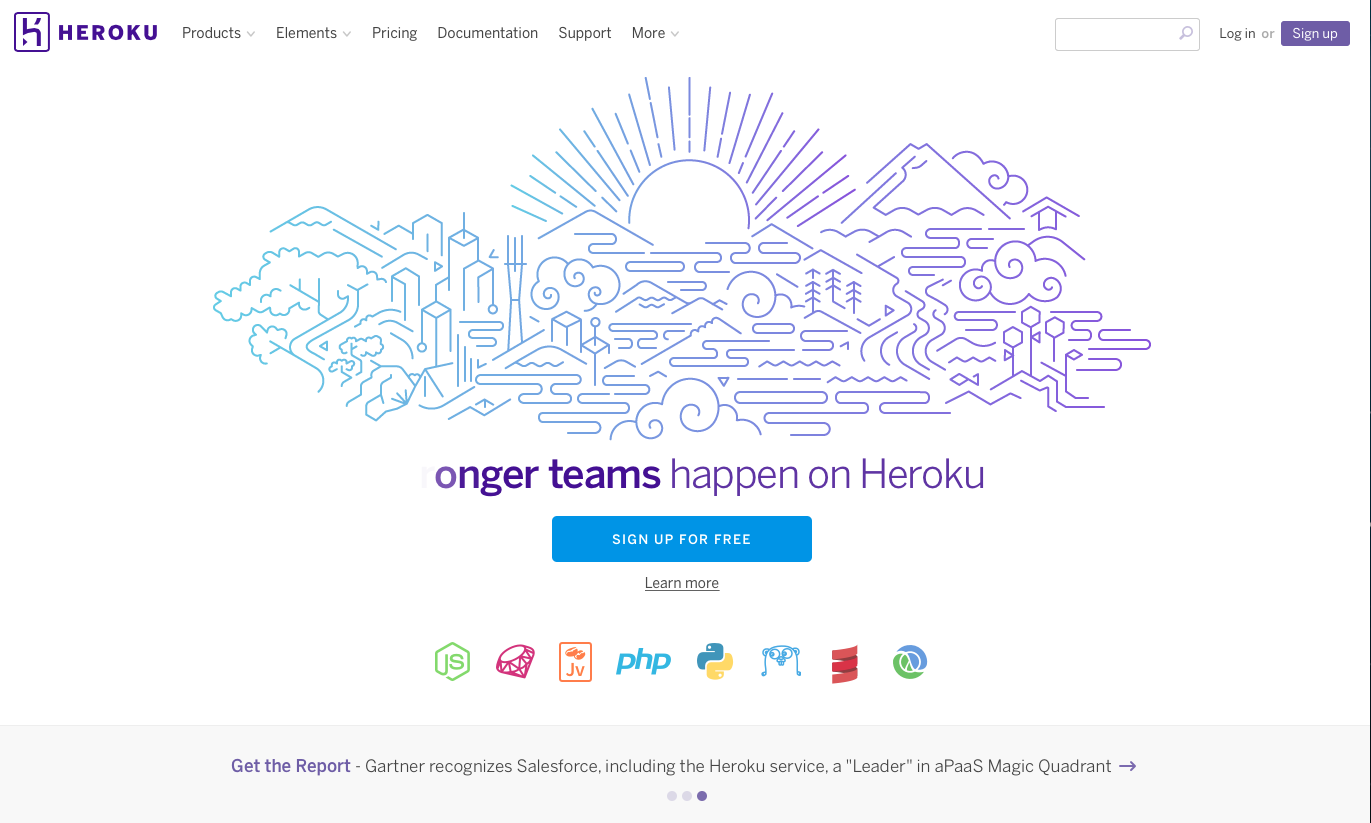 HEROKU
Products Elements Pricing Documentation Support More
Log in or Sign up
ronger teams happen on Heroku
SIGN UP FOR FREE
Learn more
JS Jv php
Get the Report - Gartner recognizes Salesforce, including the Heroku service, a "Leader" in aPaaS Magic Quadrant →